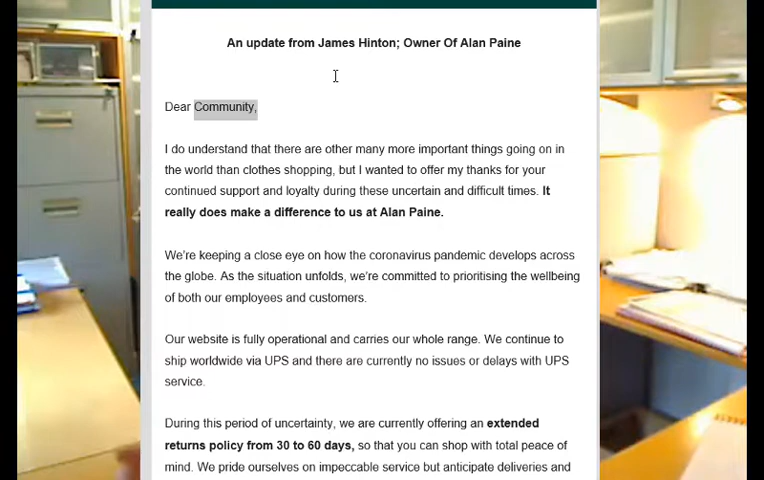 An update from James Hinton; Owner Of Alan Paine
Dear Community,
I do understand that there are other many more important things going on in
the world than clothes shopping, but I wanted to offer my thanks for your
continued support and loyalty during these uncertain and difficult times. It
really does make a difference to us at Alan Paine.
We're keeping a close eye on how the coronavirus pandemic develops across
the globe. As the situation unfolds, we're committed to prioritising the wellbeing
of both our employees and customers.
Our website is fully operational and carries our whole range. We continue to
ship worldwide via UPS and there are currently no issues or delays with UPS
service.
During this period of uncertainty, we are currently offering an extended
returns policy from 30 to 60 days, so that you can shop with total peace of
mind. We pride ourselves on impeccable service but anticipate deliveries and